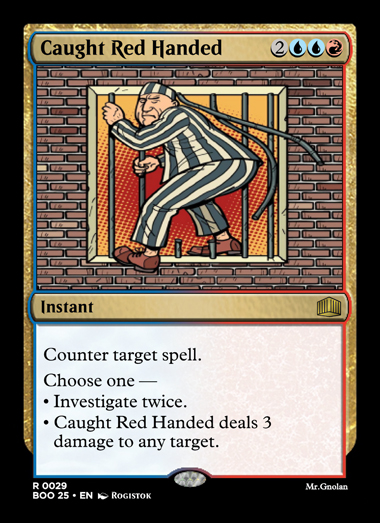 Caught Red Handed 2
Instant
Counter target spell.
Choose one —
• Investigate twice.
• Caught Red Handed deals 3
damage to any target.
R 0029
BOO 25 • EN Rogistok
Mr.Gnolan